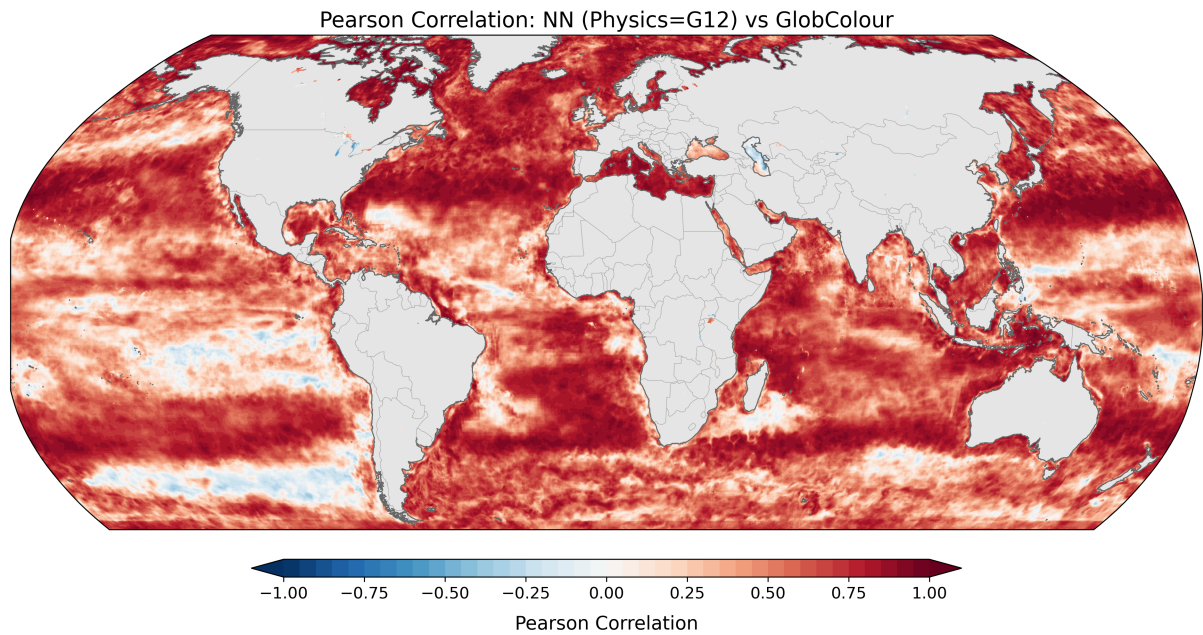 Pearson Correlation: NN (Physics=G12) vs GlobColour
−1.00 −0.75 −0.50 −0.25 0.00 0.25 0.50 0.75 1.00
Pearson Correlation